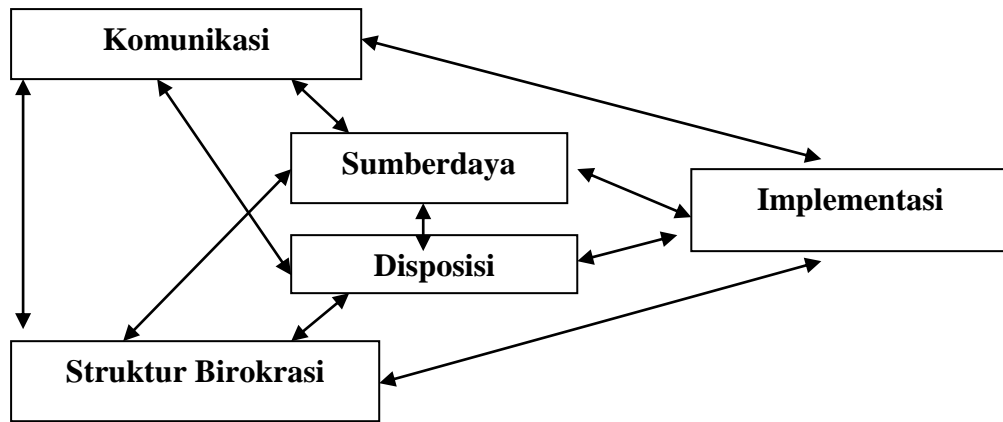 Komunikasi
Sumberdaya
Implementasi
Disposisi
Struktur Birokrasi